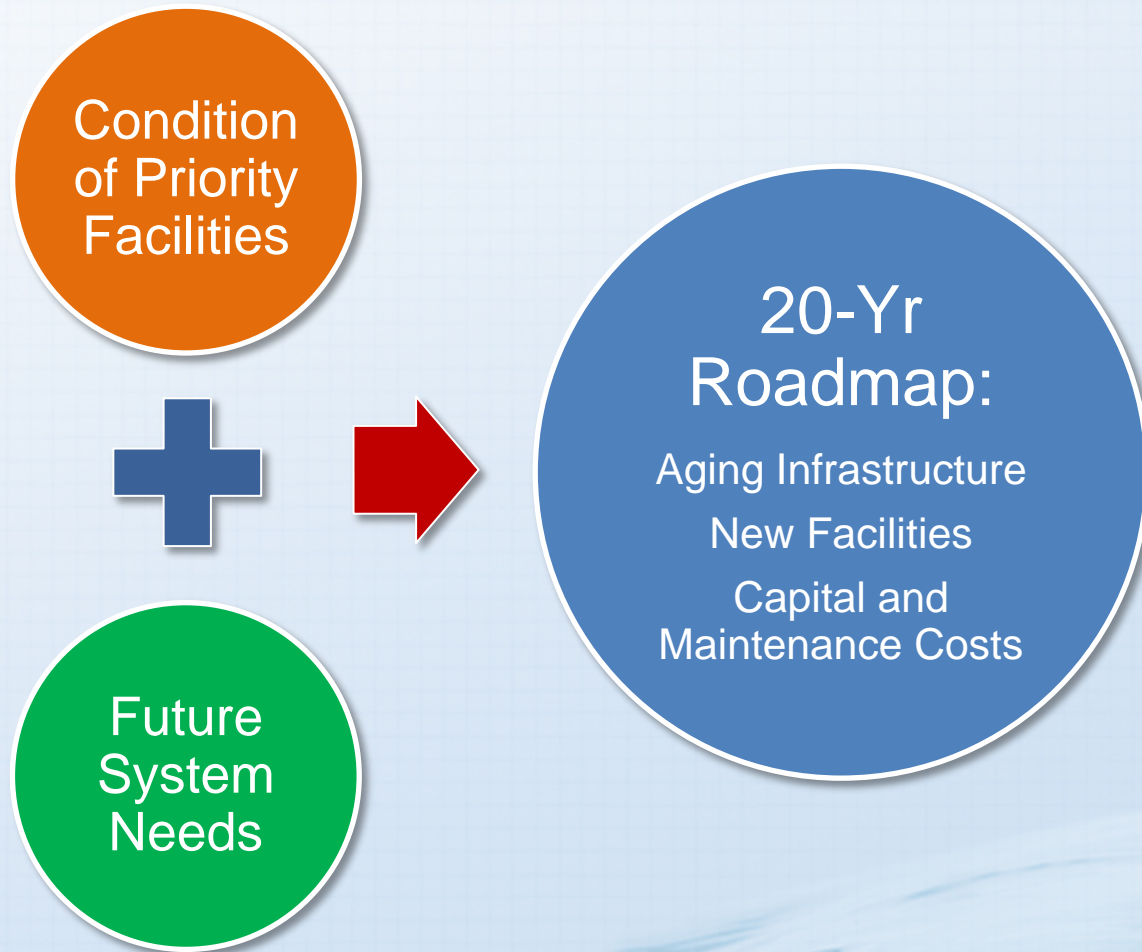 Condition
of Priority
Facilities
Future
System
Needs
20-Yr
Roadmap:
Aging Infrastructure
New Facilities
Capital and
Maintenance Costs